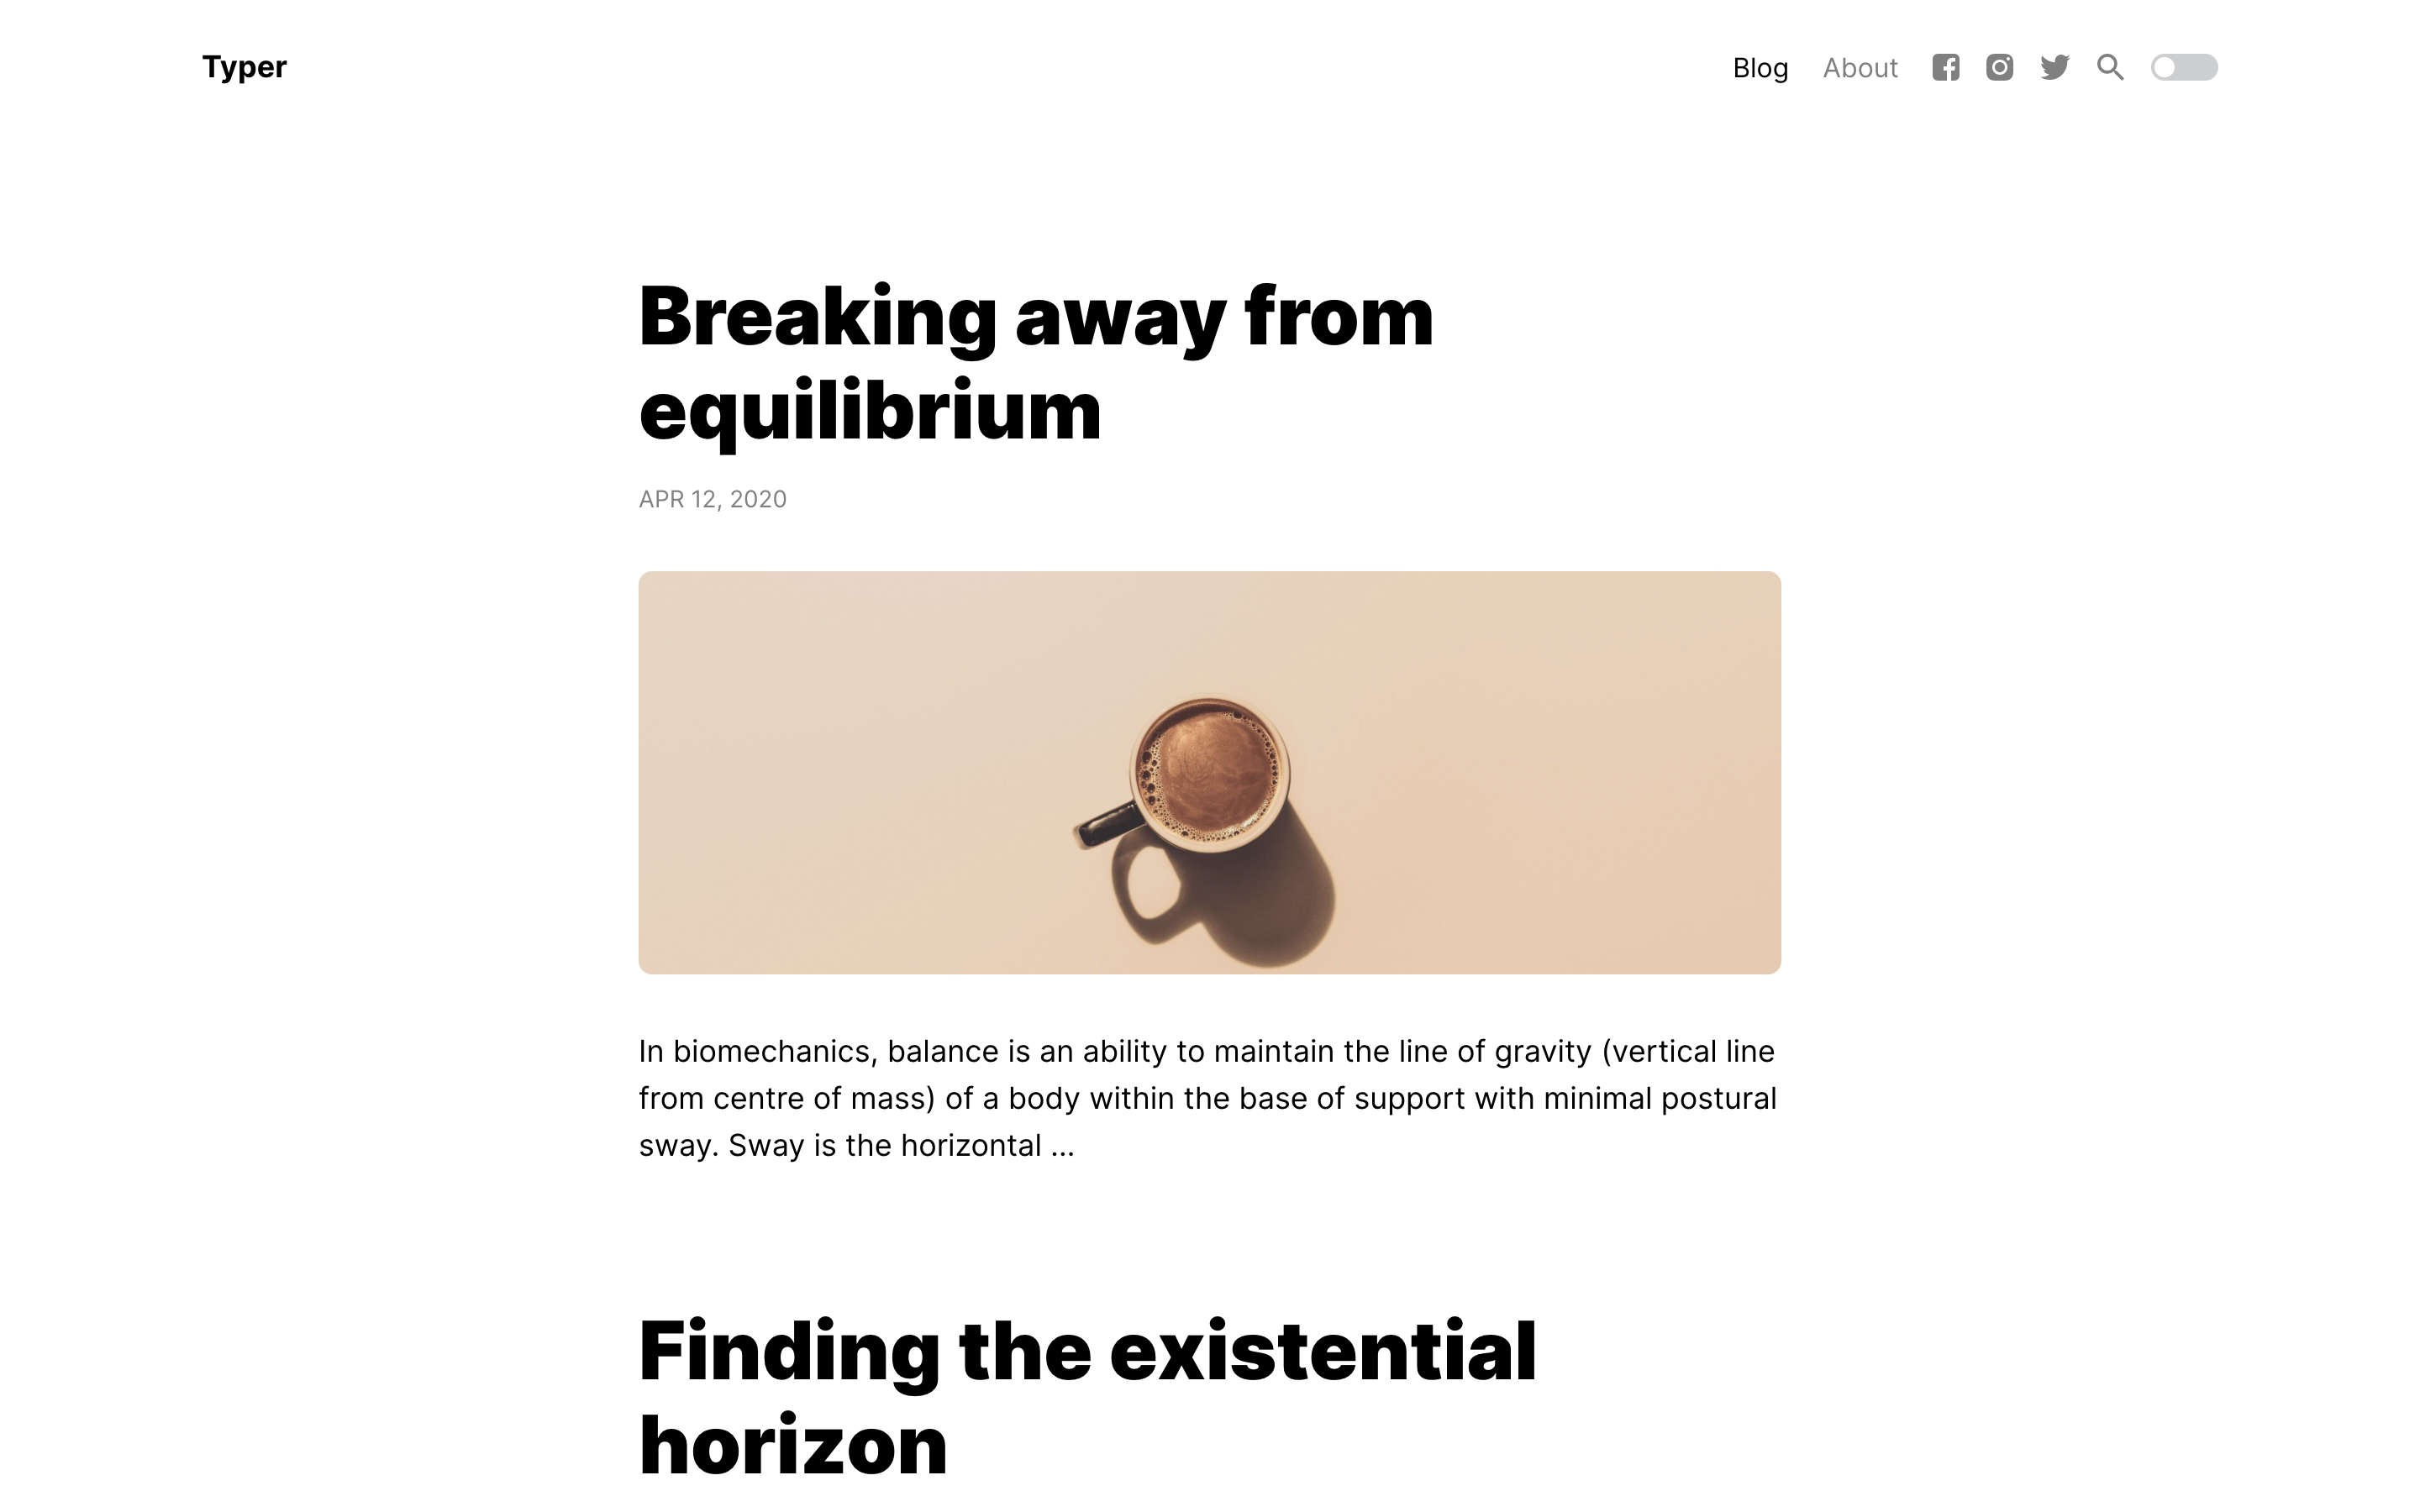 Typer
Blog About
Breaking away from
equilibrium
APR 12, 2020
In biomechanics, balance is an ability to maintain the line of gravity (vertical line
from centre of mass) of a body within the base of support with minimal postural
sway. Sway is the horizontal ...
Finding the existential
horizon